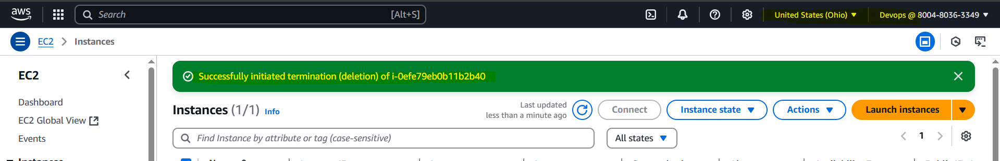 aws
Search [Alt+S]
United States (Ohio)
Devops @ 8004-8036-3349
EC2 Instances
EC2
Dashboard
EC2 Global View
Events
Instances
Successfully initiated termination (deletion) of i-0efe79eb0b11b2b40
Instances (1/1) Info
Last updated
less than a minute ago
Connect
Instance state
Actions
Launch instances
Find Instance by attribute or tag (case-sensitive)
All states
1